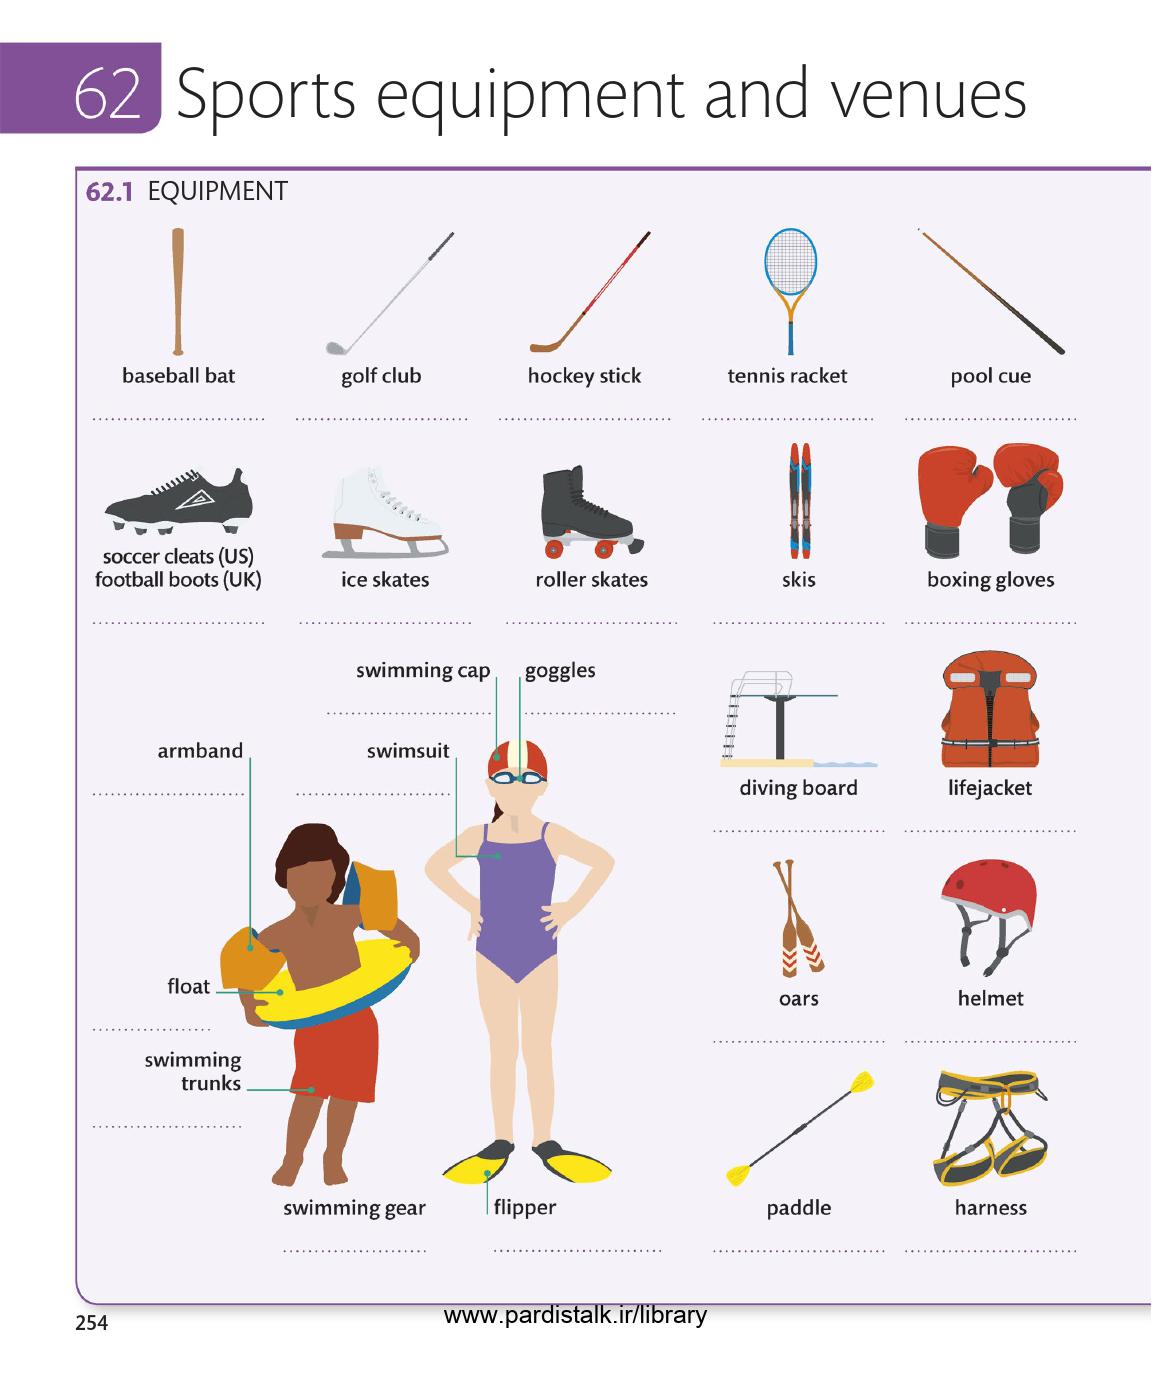 62 Sports equipment and venues
62.1 EQUIPMENT
baseball bat
golf club
hockey stick
tennis racket
pool cue
soccer cleats (US)
football boots (UK)
ice skates
roller skates
skis
boxing gloves
swimming cap
goggles
armband
swimsuit
diving board
lifejacket
float
oars
helmet
swimming
trunks
swimming gear
flipper
paddle
harness
254
www.pardistalk.ir/library